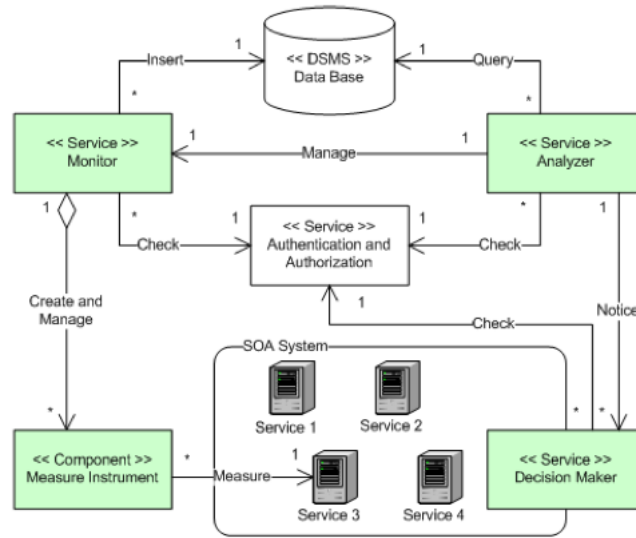 1
<< DSMS >>
Data Base
1
Insert
Query
*
*
<< Service >>
Monitor
1
Manage
1
<< Service >>
Analyzer
1
*
1
<< Service >>
Authentication and
Authorization
1
*
1
Check
Check
Create and
Manage
1
Notice
Check
SOA System
Service 1
Service 2
*
*
*
<< Component >>
Measure Instrument
*
Measure
1
Service 3
Service 4
<< Service >>
Decision Maker